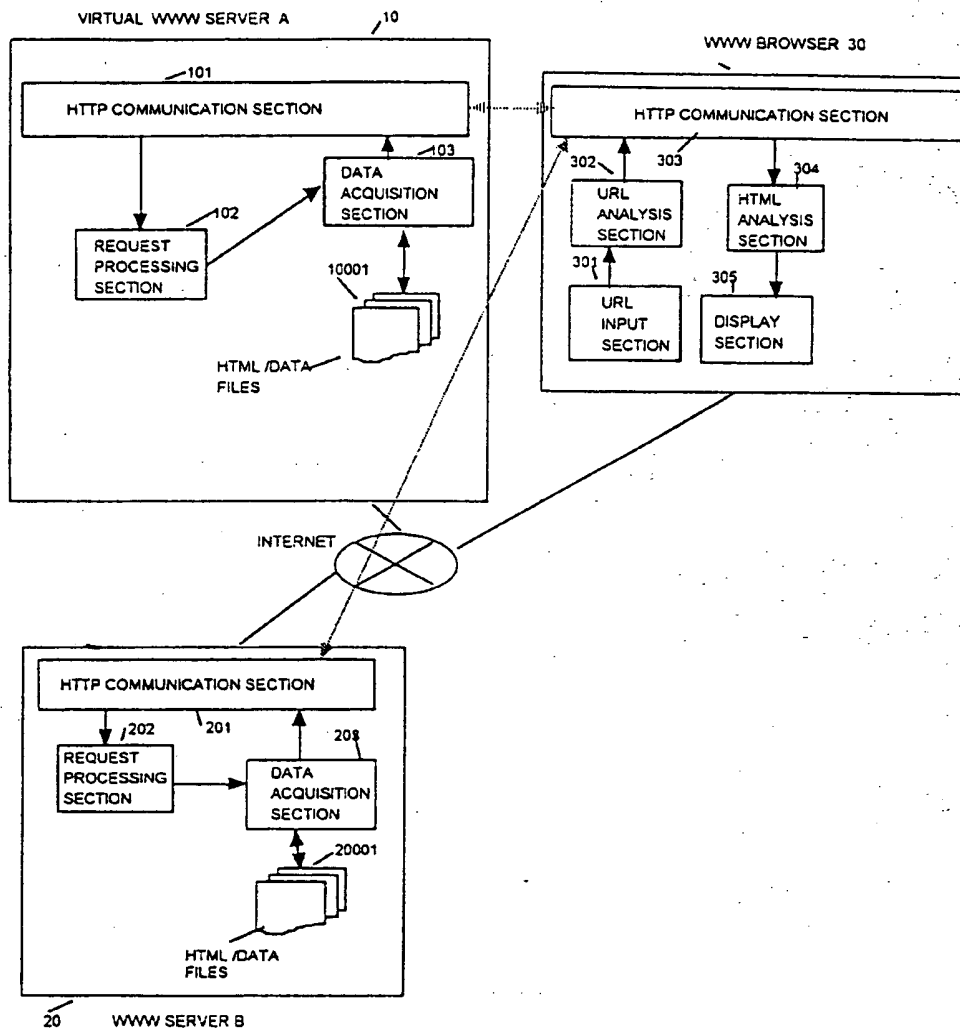 VIRTUAL WWW SERVER A
10
101
HTTP COMMUNICATION SECTION
103
DATA
ACQUISITION
SECTION
102
REQUEST
PROCESSING
SECTION
10001
HTML /DATA
FILES
WWW BROWSER 30
HTTP COMMUNICATION SECTION
303
302
URL
ANALYSIS
SECTION
304
HTML
ANALYSIS
SECTION
301
URL
INPUT
SECTION
305
DISPLAY
SECTION
INTERNET
HTTP COMMUNICATION SECTION
201
202
REQUEST
PROCESSING
SECTION
203
DATA
ACQUISITION
SECTION
20001
HTML /DATA
FILES
20
WWW SERVER B